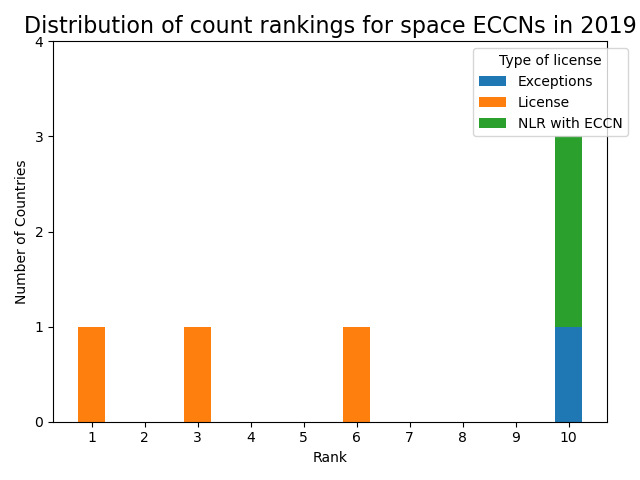 Distribution of count rankings for space ECCNs in 2019
Type of license
Exceptions
License
NLR with ECCN
Number of Countries
4
3
2
1
0
1 2 3 4 5 6 7 8 9 10
Rank